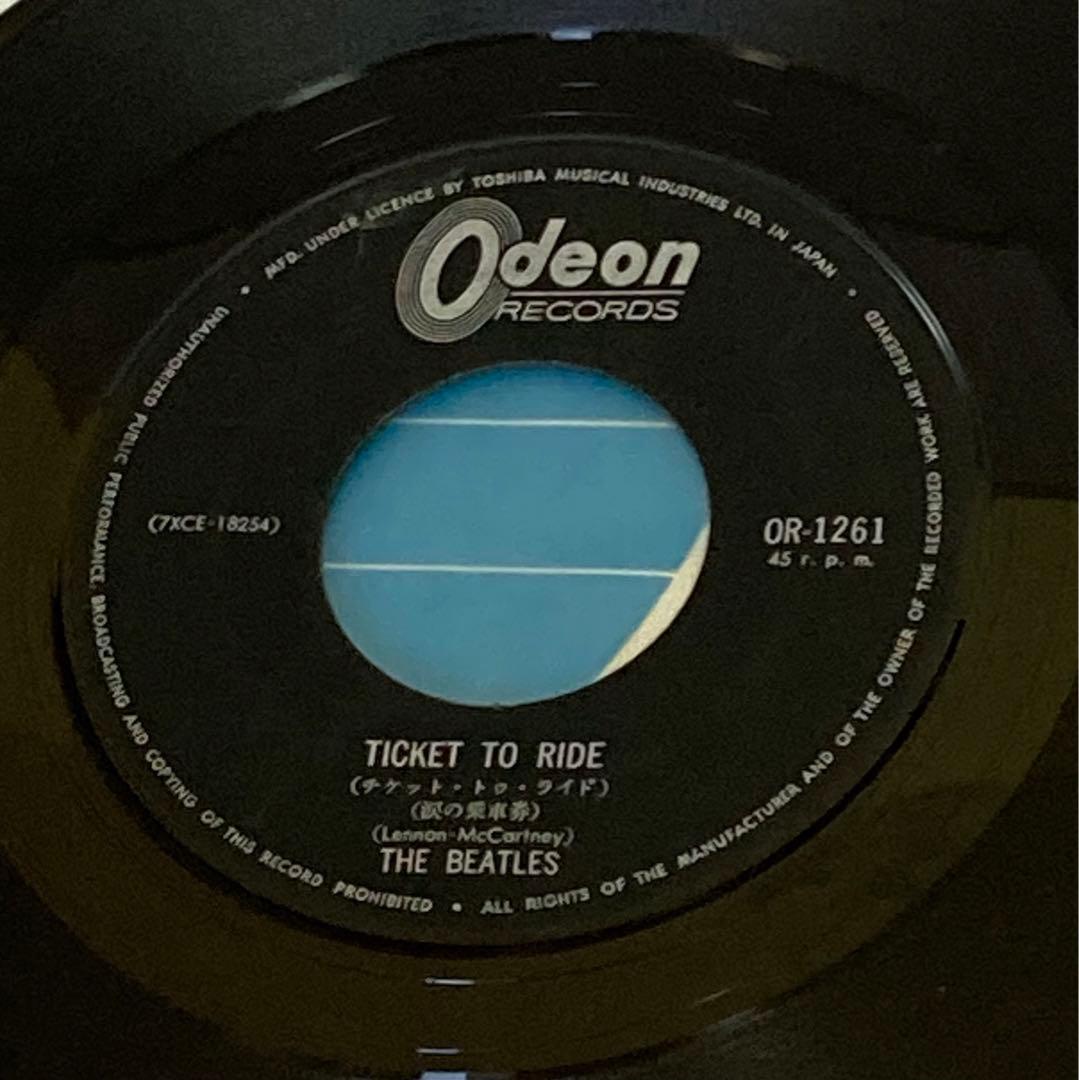 MFD. UNDER LICENCE BY TOSHIBA MUSICAL INDUSTRIES LTD. IN JAPAN
Odeon
RECORDS
(7XCE-18254)
OR-1261
45 r. p. m.
TICKET TO RIDE
(チケット・トゥ・ライド)
(涙の乗車券)
(Lennon-McCartney)
THE BEATLES
UNAUTHORIZED PUBLIC PERFORMANCE, BROADCASTING AND COPYING OF THIS RECORD PROHIBITED • ALL RIGHTS OF THE MANUFACTURER AND OF THE OWNER OF THE RECORDED WORK ARE RESERVED